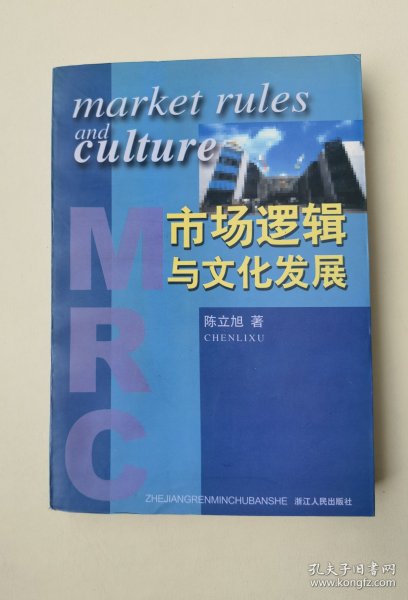 market rules
and
culture
市场逻辑
与文化发展
陈立旭 著
CHENLIXU
M
R
C
ZHEJIANGRENMINCHUBANSHE 浙江人民出版社
孔夫子旧书网
www.kongfz.com